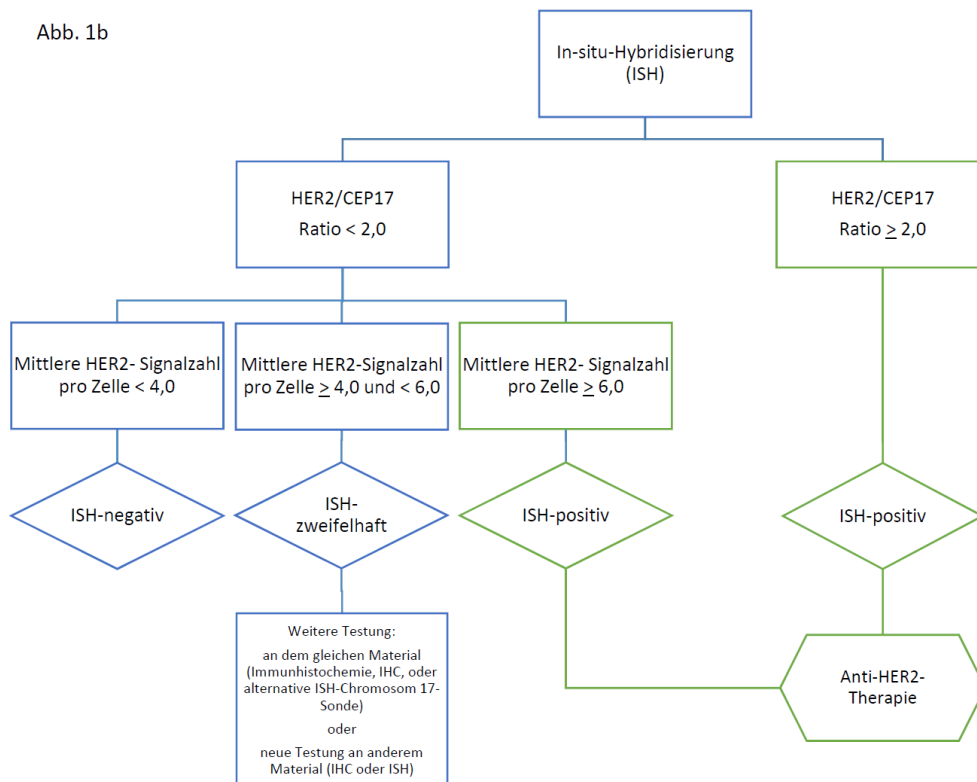 Abb. 1b
In-situ-Hybridisierung
(ISH)
HER2/CEP17
Ratio < 2,0
HER2/CEP17
Ratio ≥ 2,0
Mittlere HER2- Signalzahl
pro Zelle < 4,0
Mittlere HER2-Signalzahl
pro Zelle ≥ 4,0 und < 6,0
Mittlere HER2- Signalzahl
pro Zelle ≥ 6,0
ISH-negativ
ISH-
zweifelhaft
ISH-positiv
ISH-positiv
Weitere Testung:
an dem gleichen Material
(Immunhistochemie, IHC, oder
alternative ISH-Chromosom 17-
Sonde)
oder
neue Testung an anderem
Material (IHC oder ISH)
Anti-HER2-
Therapie